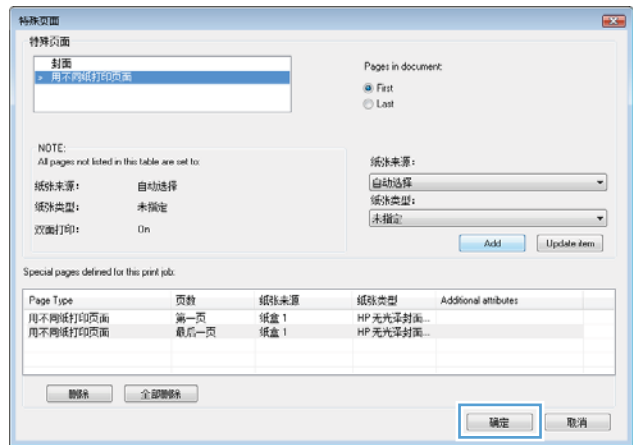 特殊页面
特殊页面
封面
» 用不同纸打印页面
Pages in document:
First
Last
NOTE:
All pages not listed in this table are set to:
纸张来源： 自动选择
纸张类型： 未指定
双面打印： On
纸张来源：
自动选择
纸张类型：
未指定
Add Update item
Special pages defined for this print job:
Page Type 页数 纸张来源 纸张类型 Additional attributes
用不同纸打印页面 第一页 纸盒 1 HP 无光泽封面...
用不同纸打印页面 最后一页 纸盒 1 HP 无光泽封面...
删除 全部删除
确定 取消